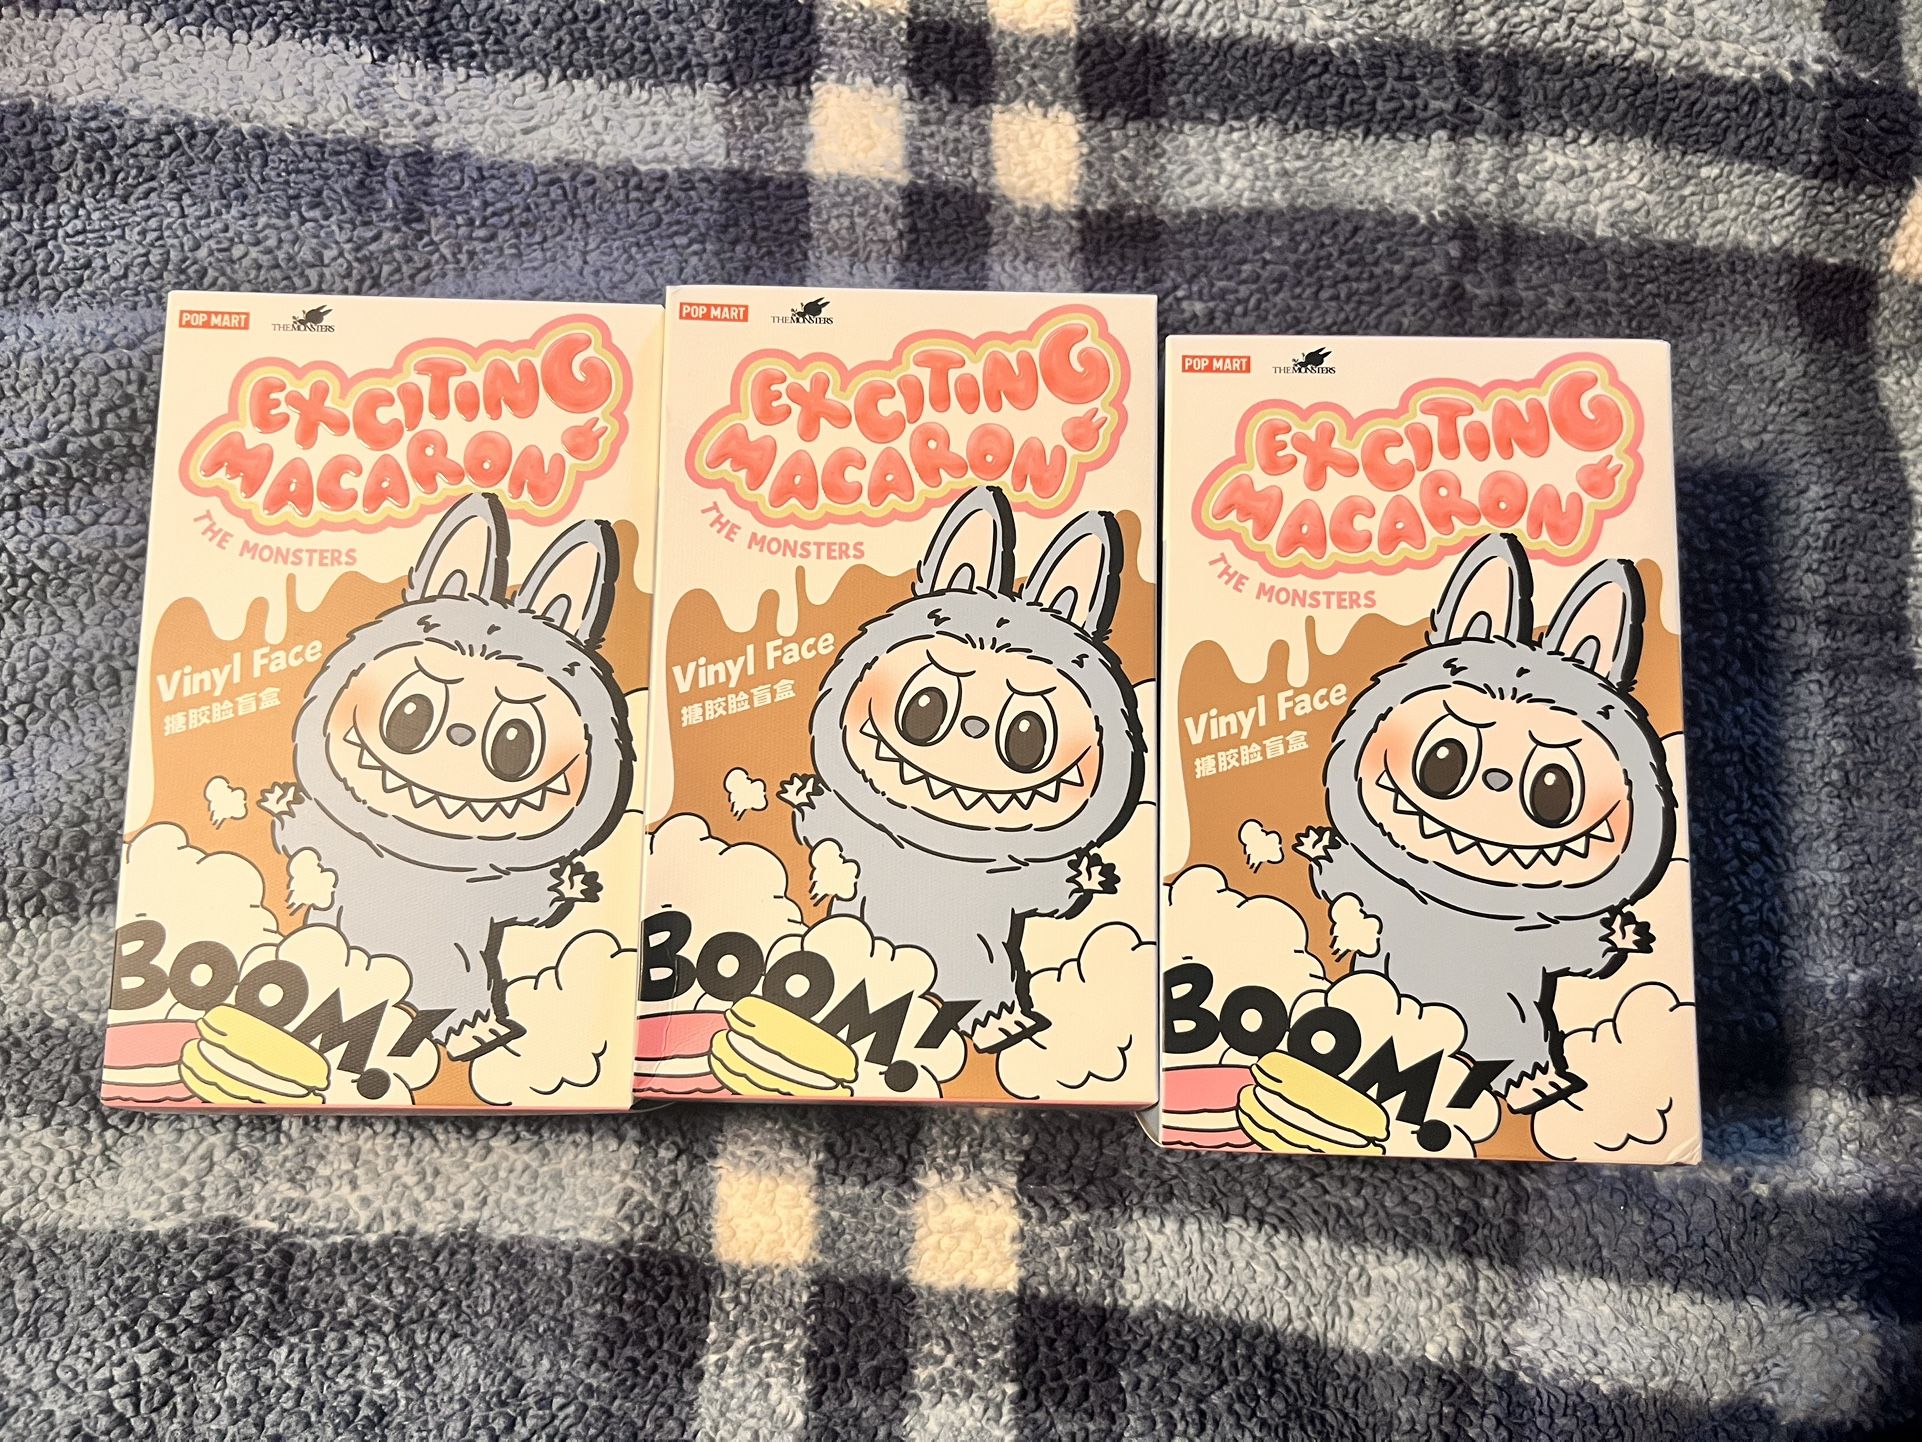 POP MART
THE MONSTERS
EXCITING
MACARON
THE MONSTERS
Vinyl Face
搪胶脸盲盒
BOOM!
POP MART
THE MONSTERS
EXCITING
MACARON
THE MONSTERS
Vinyl Face
搪胶脸盲盒
BOOM!
POP MART
THE MONSTERS
EXCITING
MACARON
THE MONSTERS
Vinyl Face
搪胶脸盲盒
BOOM!